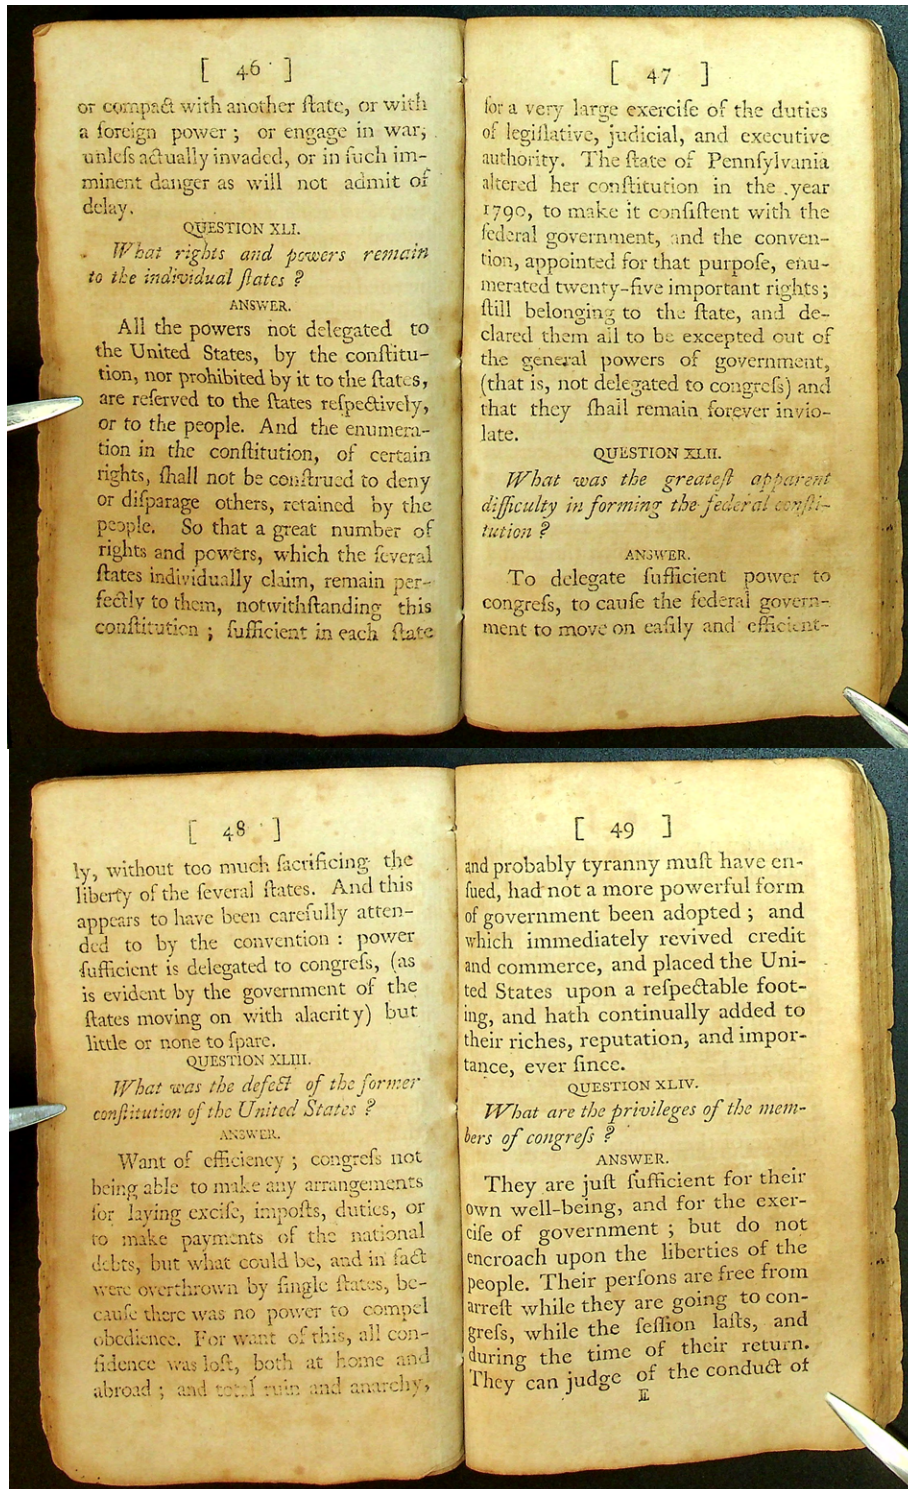 [ 46 ]
or compact with another ſtate, or with
a foreign power ; or engage in war,
unleſs actually invaded, or in ſuch im-
minent danger as will not admit of
delay.
QUESTION XLI.
What rights and powers remain
to the individual ſtates ?
ANSWER.
All the powers not delegated to
the United States, by the conſtitu-
tion, nor prohibited by it to the ſtates,
are reſerved to the ſtates reſpectively,
or to the people. And the enumera-
tion in the conſtitution, of certain
rights, ſhall not be conſtrued to deny
or diſparage others, retained by the
people. So that a great number of
rights and powers, which the ſeveral
ſtates individually claim, remain per-
fectly to them, notwithſtanding this
conſtitution ; ſufficient in each ſtate
[ 47 ]
for a very large exerciſe of the duties
of legiſlative, judicial, and executive
authority. The ſtate of Pennſylvania
altered her conſtitution in the year
1790, to make it conſiſtent with the
federal government, and the conven-
tion, appointed for that purpoſe, enu-
merated twenty-five important rights ;
ſtill belonging to the ſtate, and de-
clared them all to be excepted out of
the general powers of government,
(that is, not delegated to congreſs) and
that they ſhall remain forever invio-
late.
QUESTION XLII.
What was the greateſt apparent
difficulty in forming the federal conſti-
tution ?
ANSWER.
To delegate ſufficient power to
congreſs, to cauſe the federal govern-
ment to move on eaſily and efficient-
[ 48 ]
ly, without too much ſacrificing the
liberty of the ſeveral ſtates. And this
appears to have been carefully atten-
ded to by the convention : power
ſufficient is delegated to congreſs, (as
is evident by the government of the
ſtates moving on with alacrity) but
little or none to ſpare.
QUESTION XLIII.
What was the defect of the former
conſtitution of the United States ?
ANSWER.
Want of efficiency ; congreſs not
being able to make any arrangements
for laying exciſe, impoſts, duties, or
to make payments of the national
debts, but what could be, and in fact
were overthrown by ſingle ſtates, be-
cauſe there was no power to compel
obedience. For want of this, all con-
fidence was loſt, both at home and
abroad ; and total ruin and anarchy,
[ 49 ]
and probably tyranny muſt have en-
ſued, had not a more powerful form
of government been adopted ; and
which immediately revived credit
and commerce, and placed the Uni-
ted States upon a reſpectable foot-
ing, and hath continually added to
their riches, reputation, and impor-
tance, ever ſince.
QUESTION XLIV.
What are the privileges of the mem-
bers of congreſs ?
ANSWER.
They are juſt ſufficient for their
own well-being, and for the exer-
ciſe of government ; but do not
encroach upon the liberties of the
people. Their perſons are free from
arreſt while they are going to con-
greſs, while the ſeſſion laſts, and
during the time of their return.
They can judge of the conduct of
E